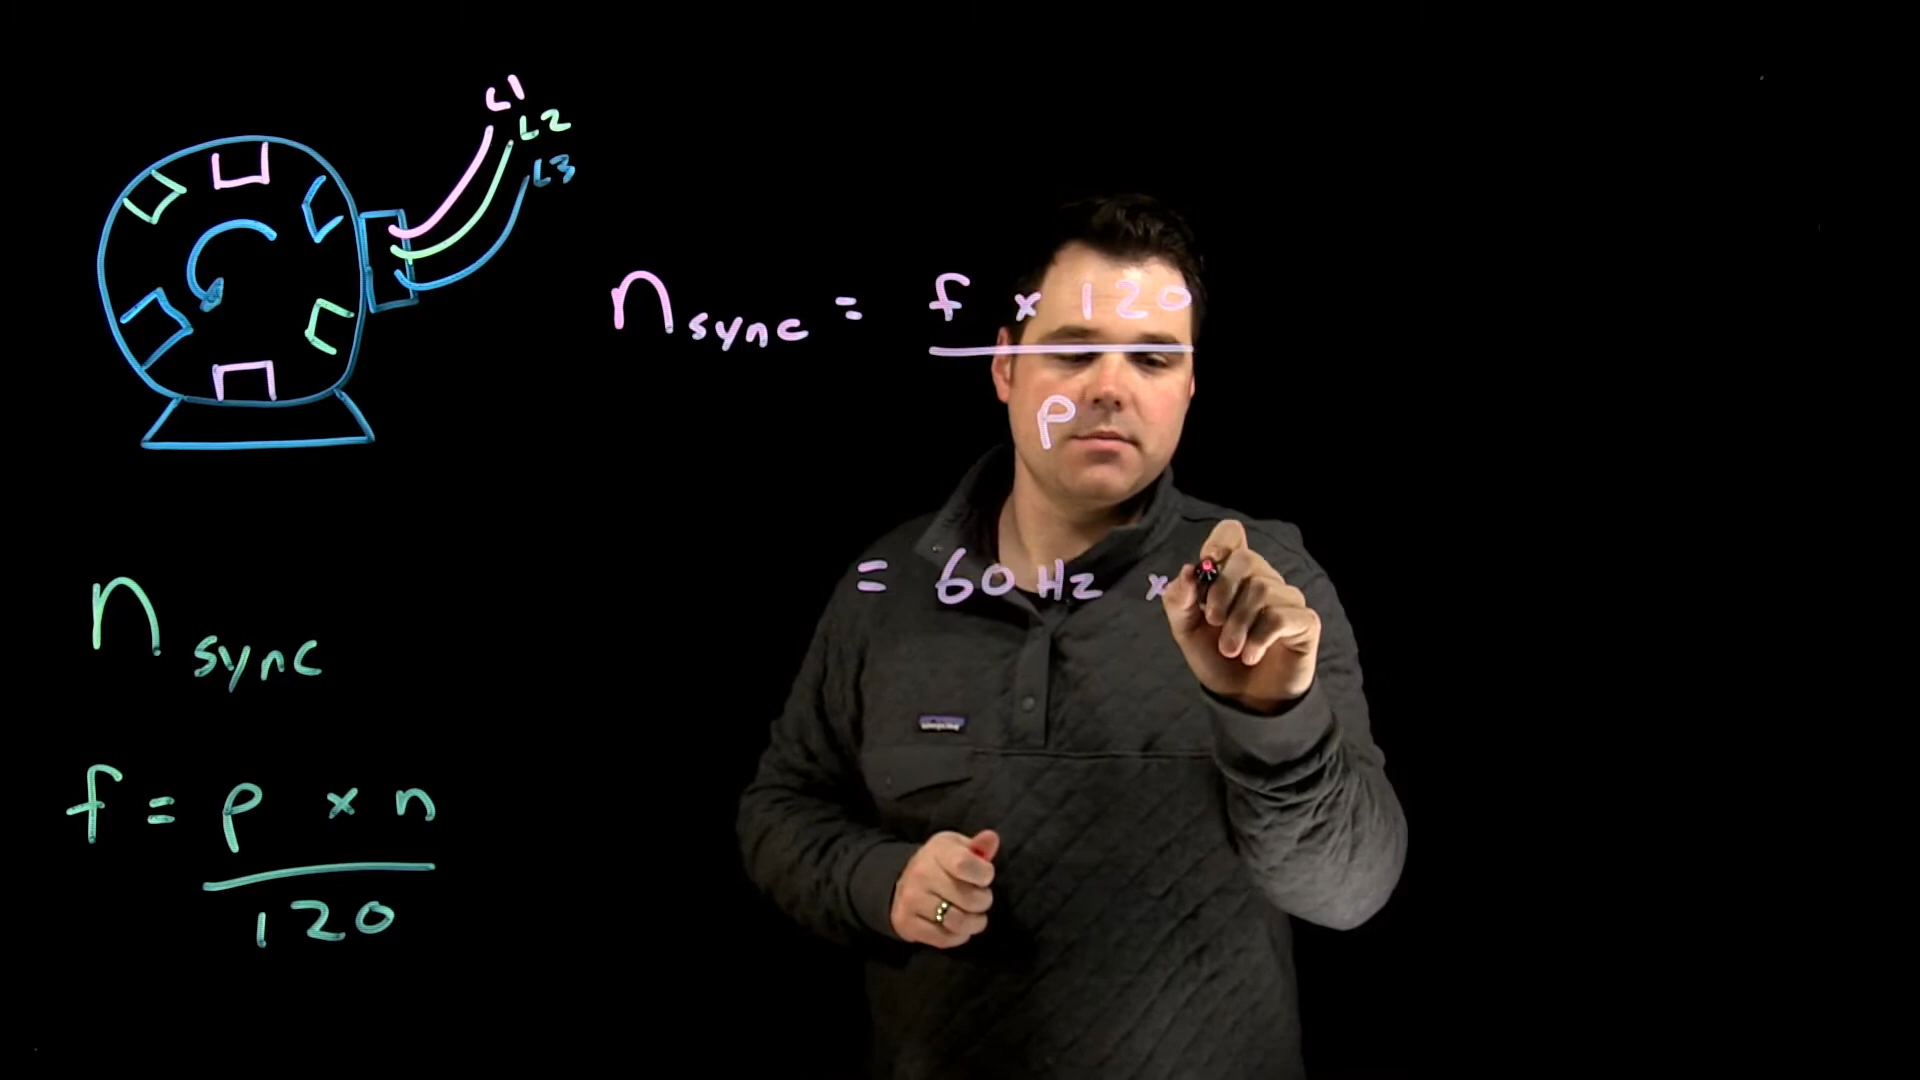 L1
L2
L3
n sync = f x 120
P
= 60 Hz x
n sync
f = P x n
120